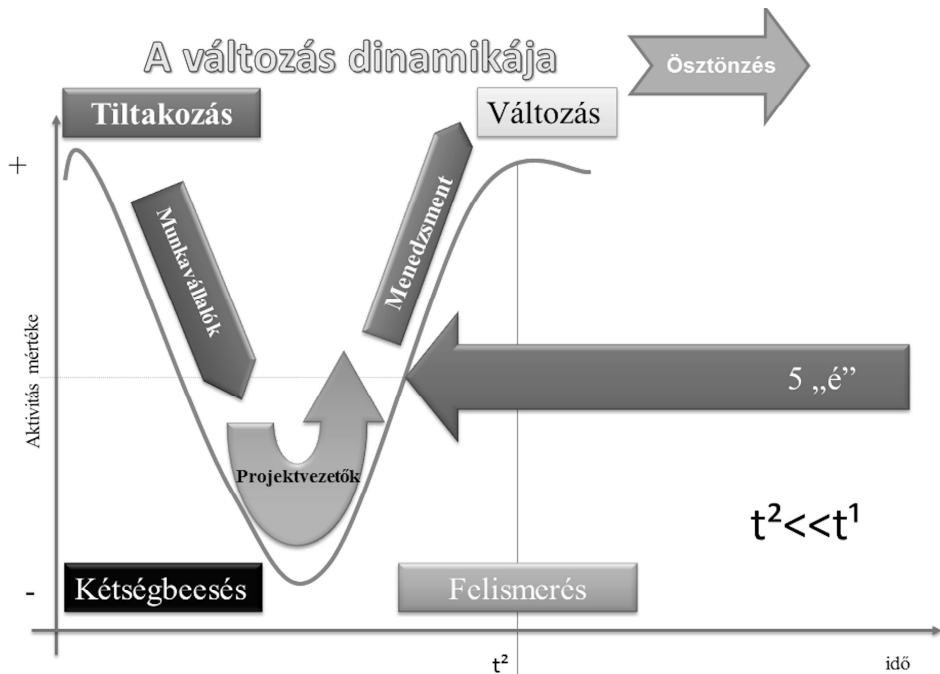 A változás dinamikája
Ösztönzés
Tiltakozás
Változás
+
Munkavállalók
Menedzsment
Aktivitás mértéke
5 „é”
Projektvezetők
t²<<t¹
Kétségbeesés
Felismerés
-
t²
idő